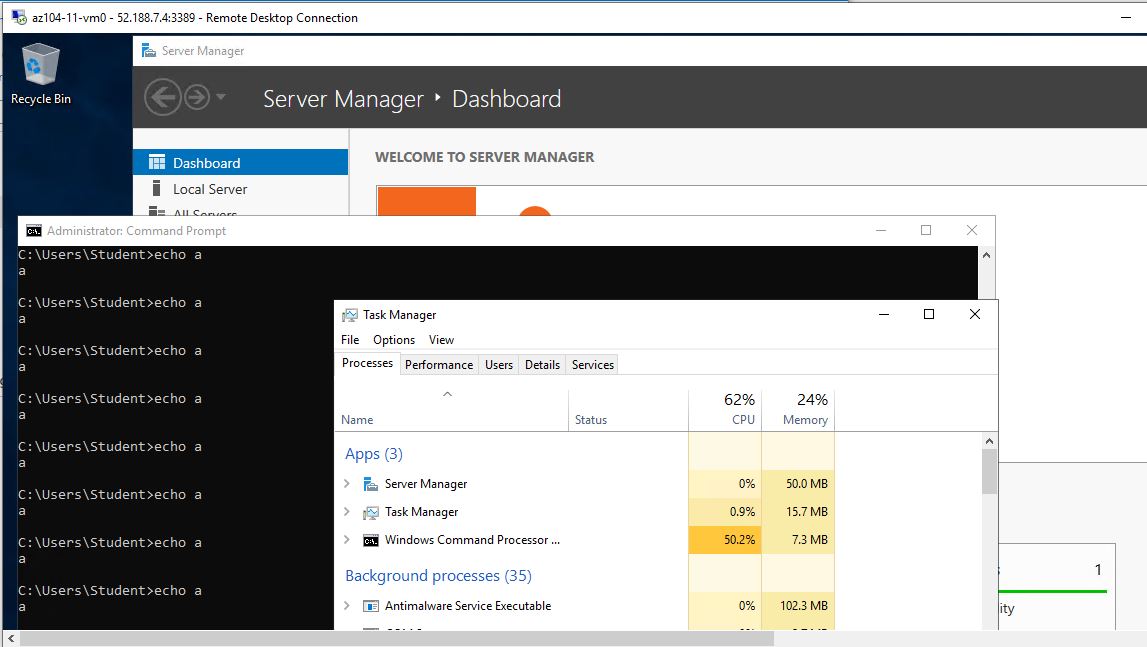 az104-11-vm0 - 52.188.7.4:3389 - Remote Desktop Connection
Recycle Bin
Server Manager
Server Manager ‣ Dashboard
Dashboard
Local Server
All Servers
WELCOME TO SERVER MANAGER
Administrator: Command Prompt
C:\Users\Student>echo a
a
C:\Users\Student>echo a
a
C:\Users\Student>echo a
a
C:\Users\Student>echo a
a
C:\Users\Student>echo a
a
C:\Users\Student>echo a
a
C:\Users\Student>echo a
a
C:\Users\Student>echo a
a
Task Manager
File Options View
Processes Performance Users Details Services
62% 24%
Name Status CPU Memory
Apps (3)
Server Manager 0% 50.0 MB
Task Manager 0.9% 15.7 MB
Windows Command Processor ... 50.2% 7.3 MB
Background processes (35)
Antimalware Service Executable 0% 102.3 MB
1